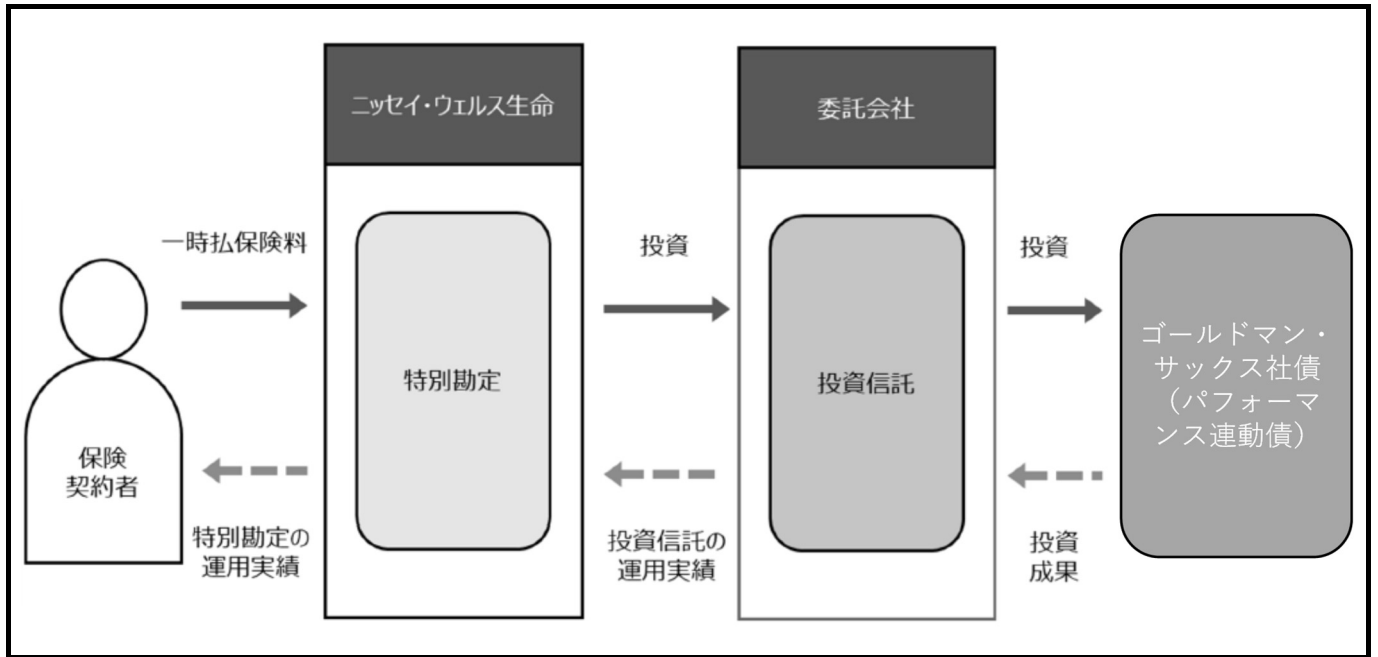 ニッセイ・ウェルス生命
委託会社
一時払保険料
投資
投資
特別勘定
投資信託
ゴールドマン・
サックス社債
（パフォーマ
ンス連動債）
保険
契約者
特別勘定の
運用実績
投資信託の
運用実績
投資
成果